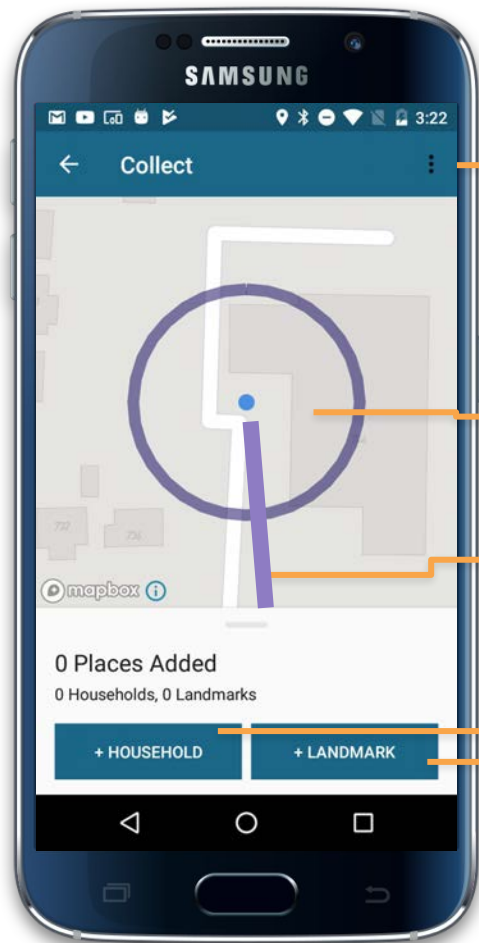 SAMSUNG
3:22
Collect
732
mapbox
0 Places Added
0 Households, 0 Landmarks
+ HOUSEHOLD
+ LANDMARK